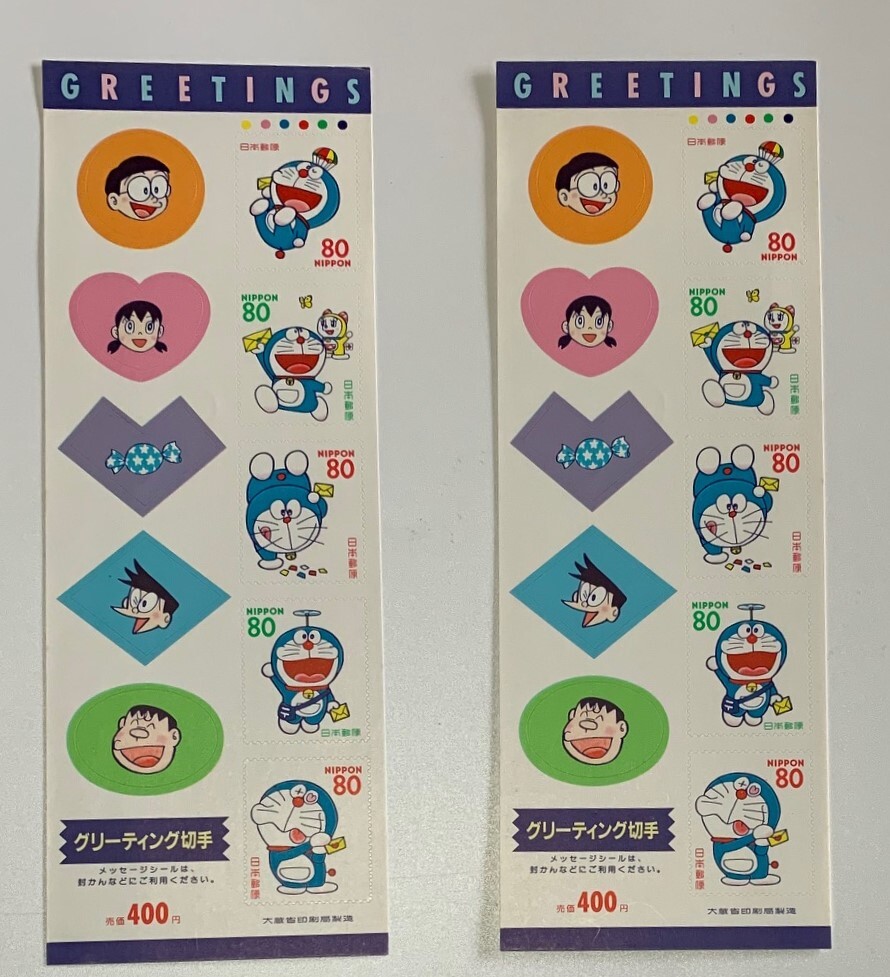 GREETINGS
日本郵便
80
NIPPON
NIPPON
80
日本郵便
NIPPON
80
日本郵便
NIPPON
80
日本郵便
NIPPON
80
日本郵便
グリーティング切手
メッセージシールは、
封かんなどにご利用ください。
売価400円
大蔵省印刷局製造
GREETINGS
日本郵便
80
NIPPON
NIPPON
80
日本郵便
NIPPON
80
日本郵便
NIPPON
80
日本郵便
NIPPON
80
日本郵便
グリーティング切手
メッセージシールは、
封かんなどにご利用ください。
売価400円
大蔵省印刷局製造